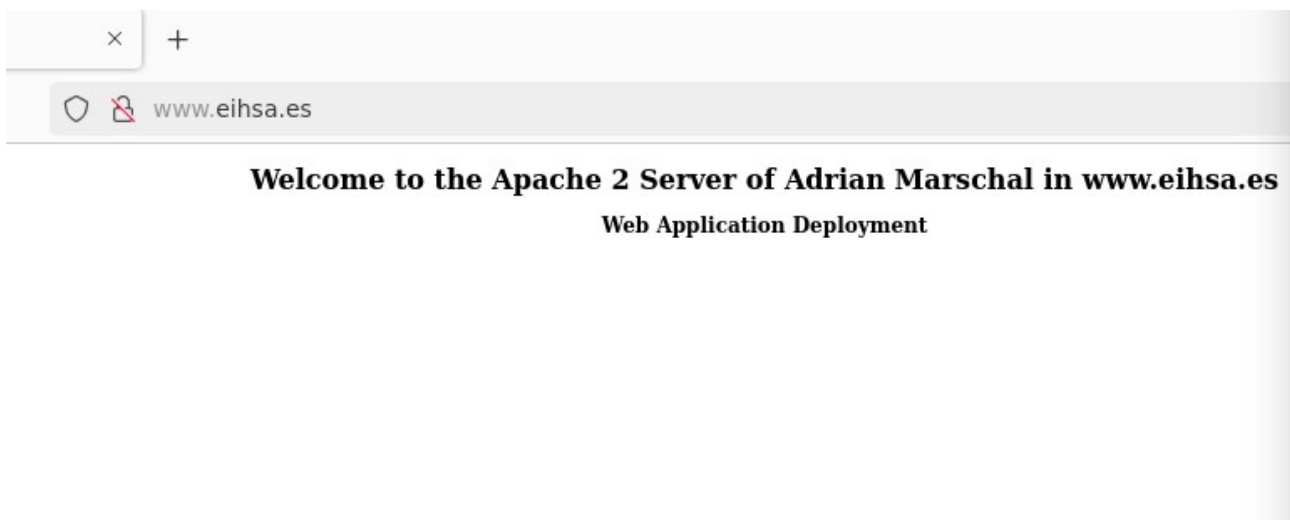 www.eihsa.es
Welcome to the Apache 2 Server of Adrian Marschal in www.eihsa.es
Web Application Deployment